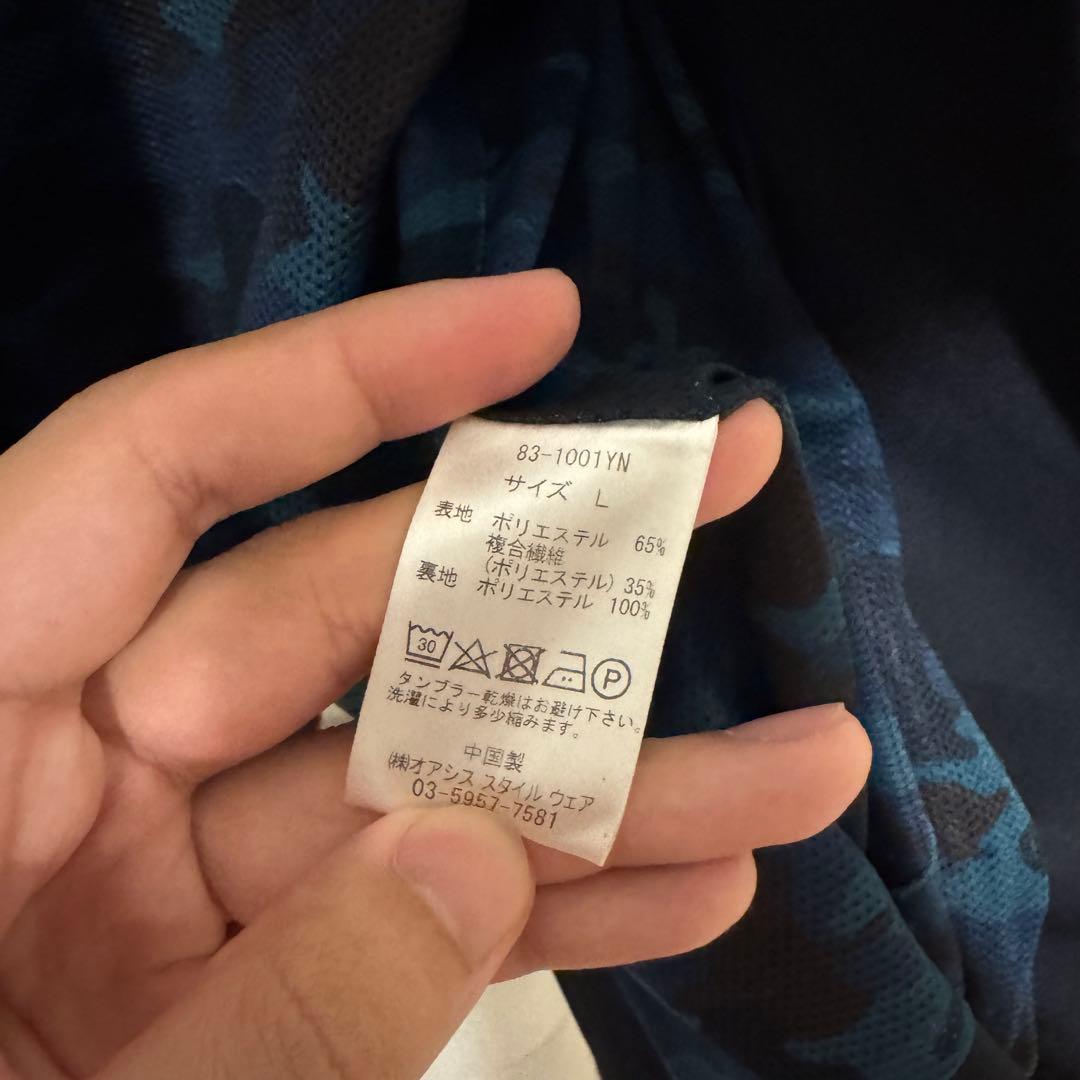 83-1001YN
サイズ L
表地 ポリエステル 65%
複合繊維
(ポリエステル) 35%
裏地 ポリエステル 100%
30 P
タンブラー乾燥はお避け下さい。
洗濯により多少縮みます。
中国製
(株)オアシス スタイル ウェア
03-5957-7581